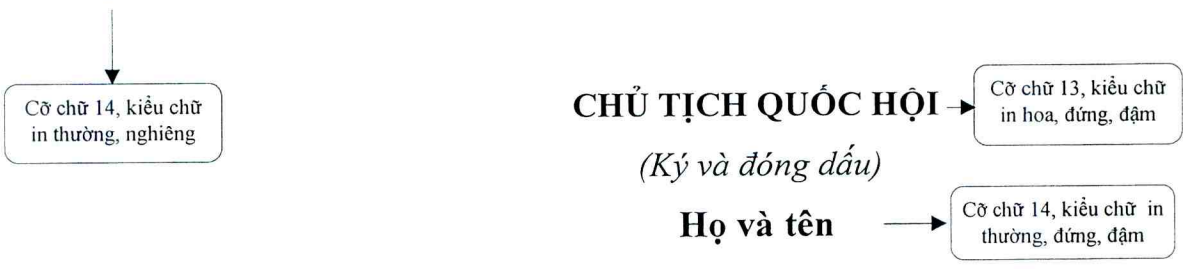 Cỡ chữ 14, kiểu chữ
in thường, nghiêng
CHỦ TỊCH QUỐC HỘI
Cỡ chữ 13, kiểu chữ
in hoa, đứng, đậm
(Ký và đóng dấu)
Họ và tên
Cỡ chữ 14, kiểu chữ in
thường, đứng, đậm